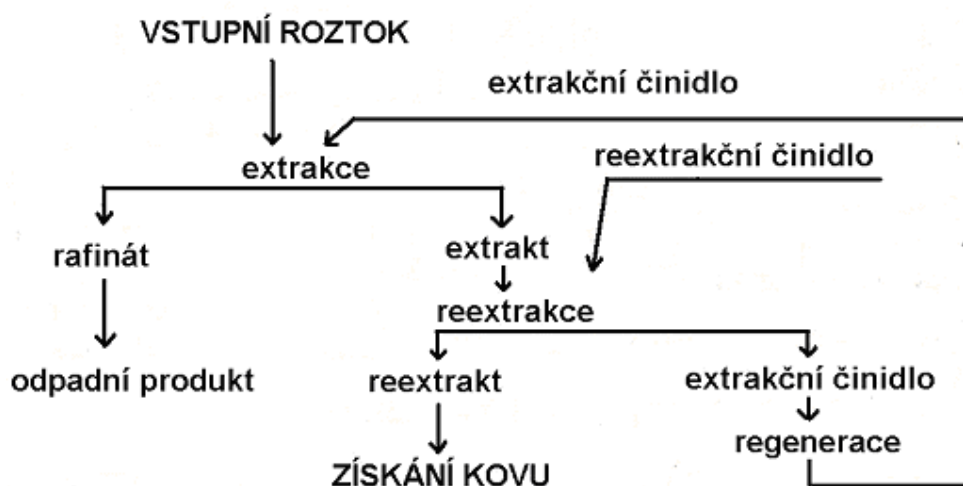 VSTUPNÍ ROZTOK
extrakční činidlo
reextrakční činidlo
extrakce
rafinát
extrakt
reextrakce
odpadní produkt
reextrakt
extrakční činidlo
regenerace
ZÍSKÁNÍ KOVU